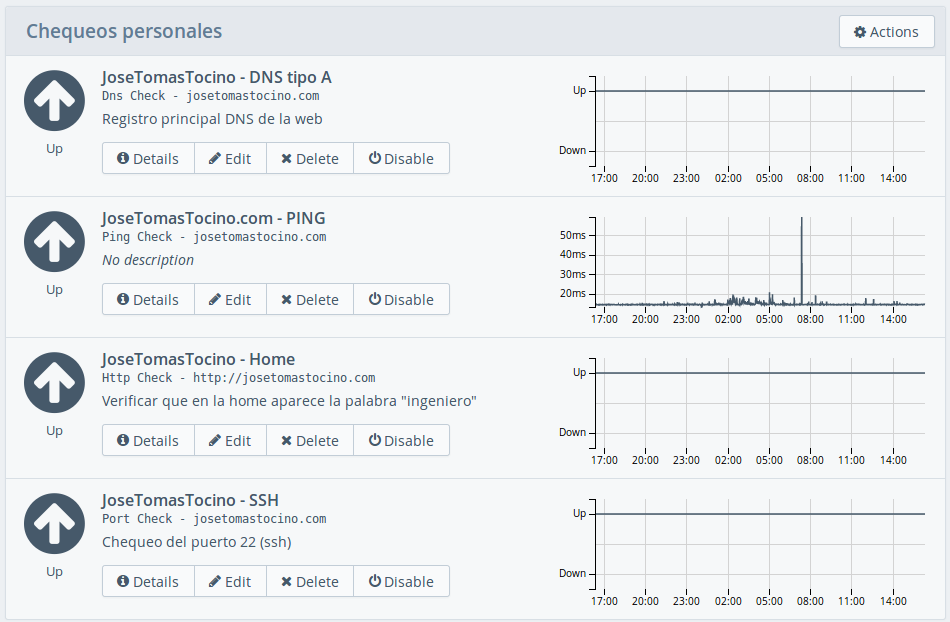 Chequeos personales
Actions
JoseTomasTocino - DNS tipo A
Dns Check - josetomastocino.com
Registro principal DNS de la web
Up
Details Edit Delete Disable
Up
Down
17:00 20:00 23:00 02:00 05:00 08:00 11:00 14:00
JoseTomasTocino.com - PING
Ping Check - josetomastocino.com
No description
Up
Details Edit Delete Disable
50ms
40ms
30ms
20ms
17:00 20:00 23:00 02:00 05:00 08:00 11:00 14:00
JoseTomasTocino - Home
Http Check - http://josetomastocino.com
Verificar que en la home aparece la palabra "ingeniero"
Up
Details Edit Delete Disable
Up
Down
17:00 20:00 23:00 02:00 05:00 08:00 11:00 14:00
JoseTomasTocino - SSH
Port Check - josetomastocino.com
Chequeo del puerto 22 (ssh)
Up
Details Edit Delete Disable
Up
Down
17:00 20:00 23:00 02:00 05:00 08:00 11:00 14:00